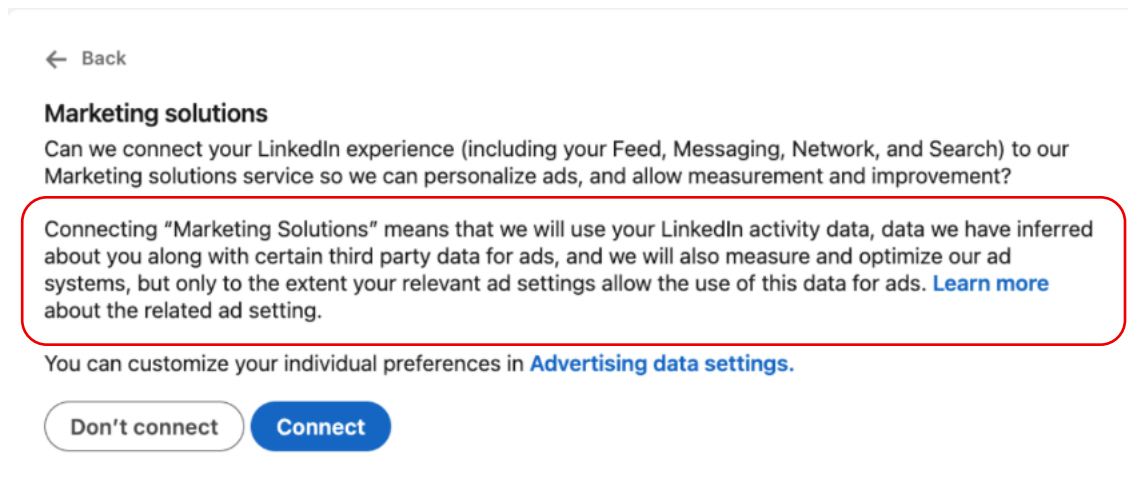 ← Back
Marketing solutions
Can we connect your LinkedIn experience (including your Feed, Messaging, Network, and Search) to our
Marketing solutions service so we can personalize ads, and allow measurement and improvement?
Connecting “Marketing Solutions” means that we will use your LinkedIn activity data, data we have inferred
about you along with certain third party data for ads, and we will also measure and optimize our ad
systems, but only to the extent your relevant ad settings allow the use of this data for ads. Learn more
about the related ad setting.
You can customize your individual preferences in Advertising data settings.
Don’t connect Connect